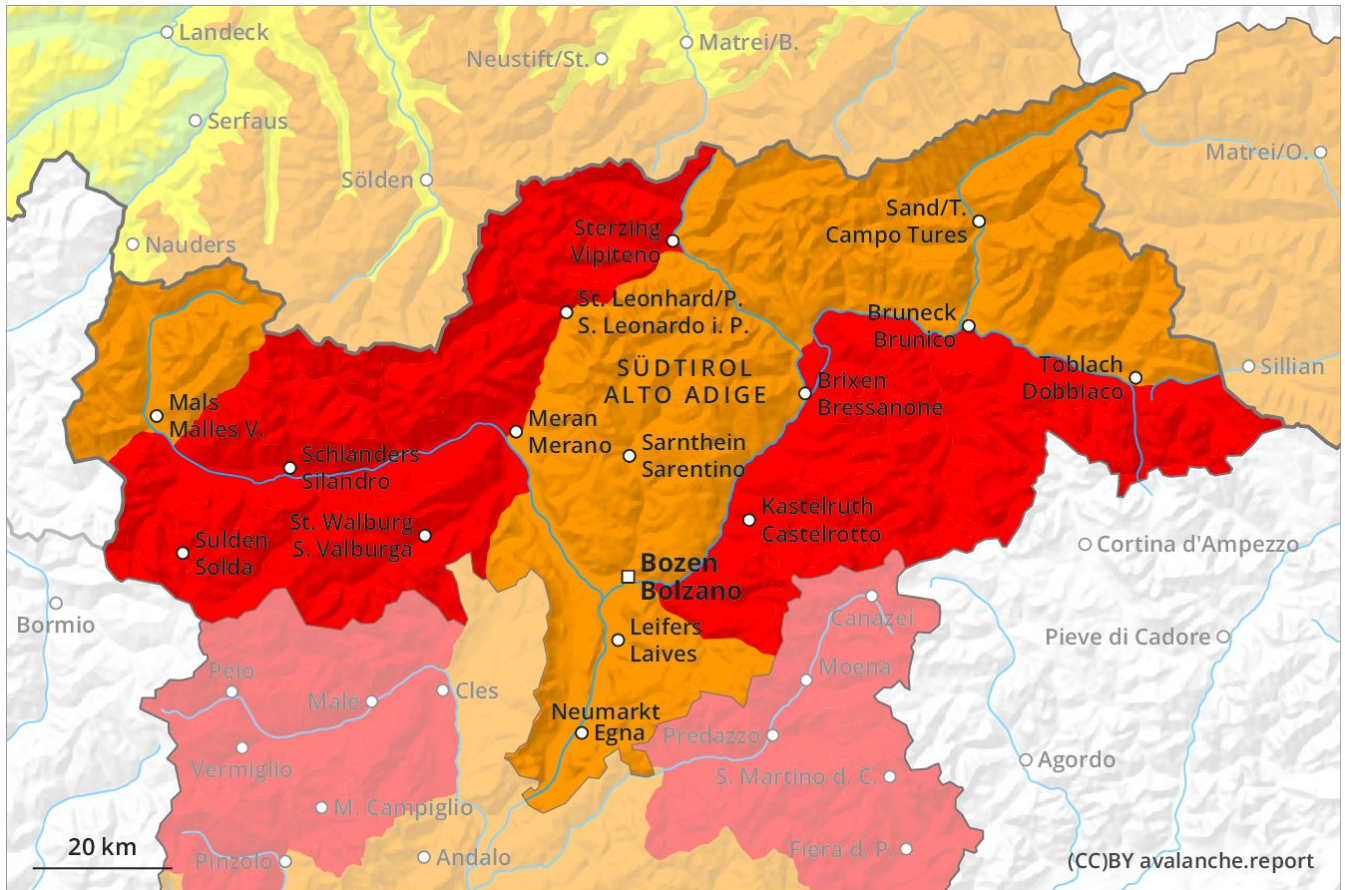 Landeck
Matrei/B.
Neustift/St.
Serfaus
Matrei/O.
Sölden
Sand/T.
Campo Tures
Sterzing
Vipiteno
Nauders
St. Leonhard/P.
S. Leonardo i. P.
Bruneck
Brunico
SÜDTIROL
ALTO ADIGE
Toblach
Dobbiaco
Sillian
Brixen
Bressanone
Mals
Málles V.
Meran
Merano
Sarnthein
Sarentino
Schlanders
Silandro
Kastelruth
Castelrotto
St. Walburg
S. Valburga
Sulden
Solda
Cortina d'Ampezzo
Bozen
Bolzano
Bormio
Canazei
Leifers
Laives
Pieve di Cadore
Peio
Moena
Malè
Cles
Neumarkt
Egna
Predazzo
Vermiglio
Agordo
S. Martino d. C.
M. Campiglio
20 km
Pinzolo
Andalo
Fiera d. P.
(CC)BY avalanche.report